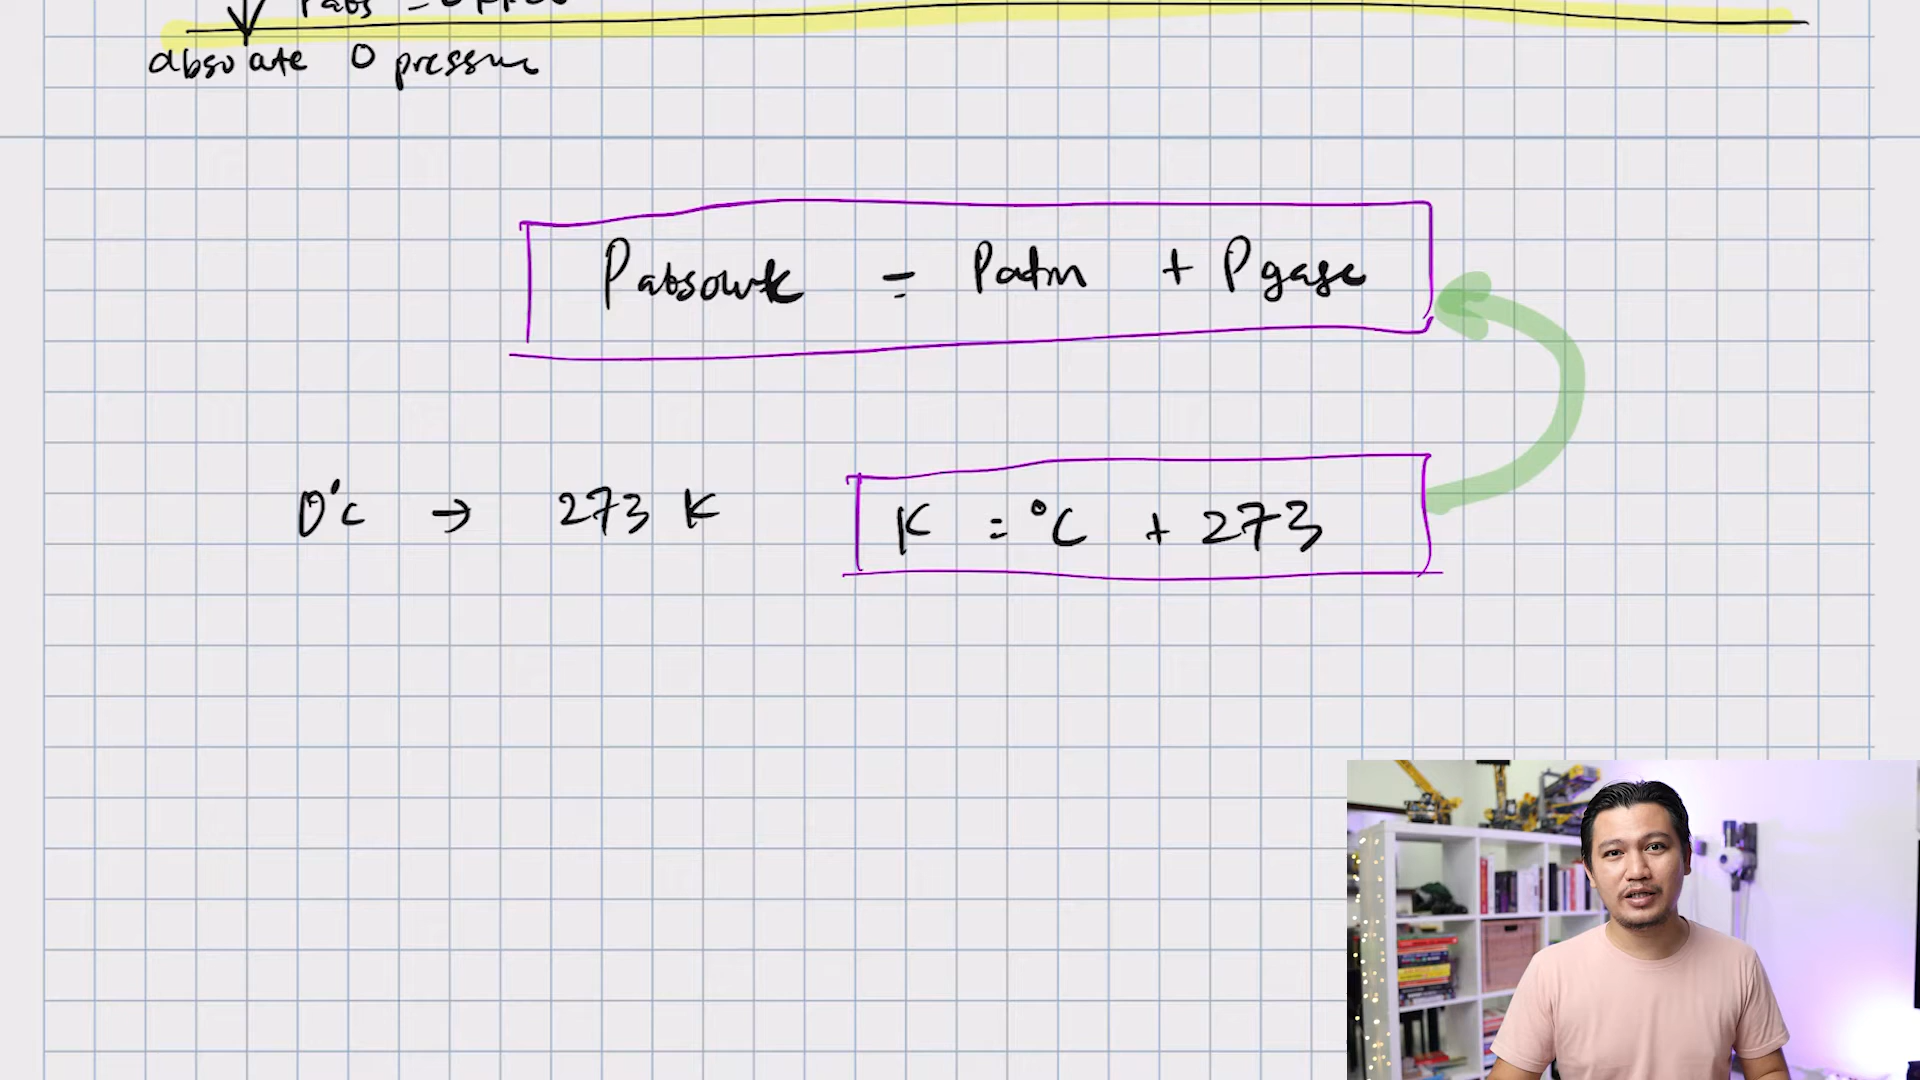 absolute 0 pressure
Pabsolute = Patm + Pgage
0°C → 273 K
K = °C + 273